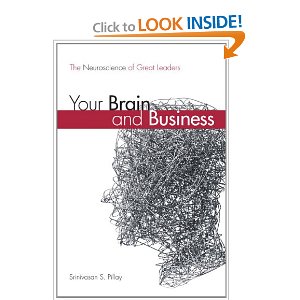 Click to LOOK INSIDE!
The Neuroscience of Great Leaders
Your Brain
and Business
Srinivasan S. Pillay